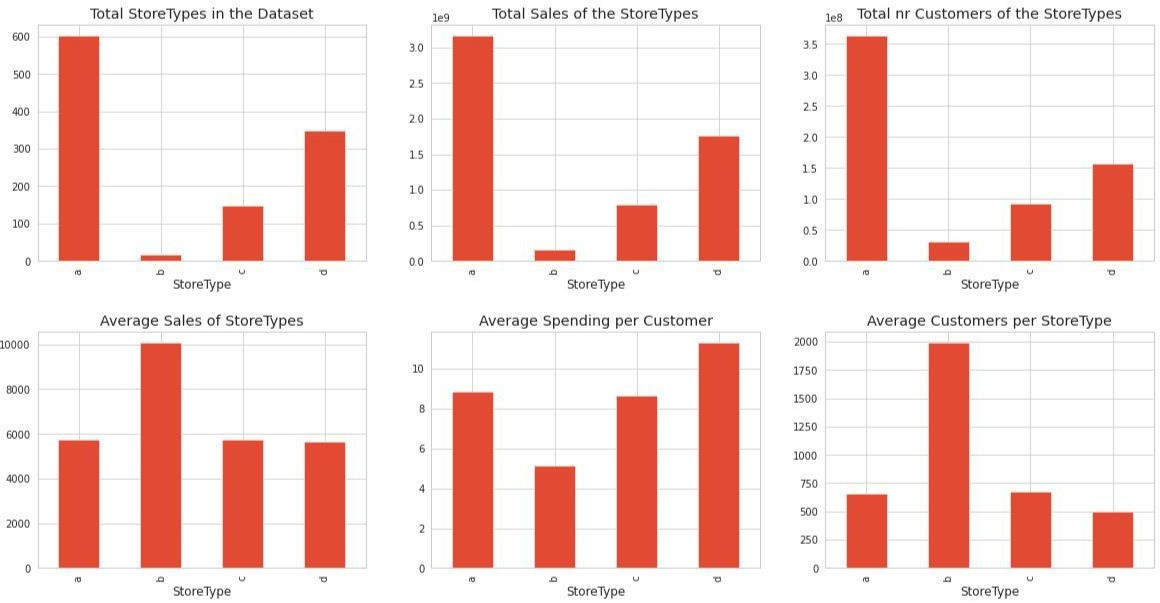 Total StoreTypes in the Dataset
600
500
400
300
200
100
0
a
b
c
d
StoreType
Total Sales of the StoreTypes
1e9
3.0
2.5
2.0
1.5
1.0
0.5
0.0
a
b
c
d
StoreType
Total nr Customers of the StoreTypes
1e8
3.5
3.0
2.5
2.0
1.5
1.0
0.5
0.0
a
b
c
d
StoreType
Average Sales of StoreTypes
10000
8000
6000
4000
2000
0
a
b
c
d
StoreType
Average Spending per Customer
10
8
6
4
2
0
a
b
c
d
StoreType
Average Customers per StoreType
2000
1750
1500
1250
1000
750
500
250
0
a
b
c
d
StoreType